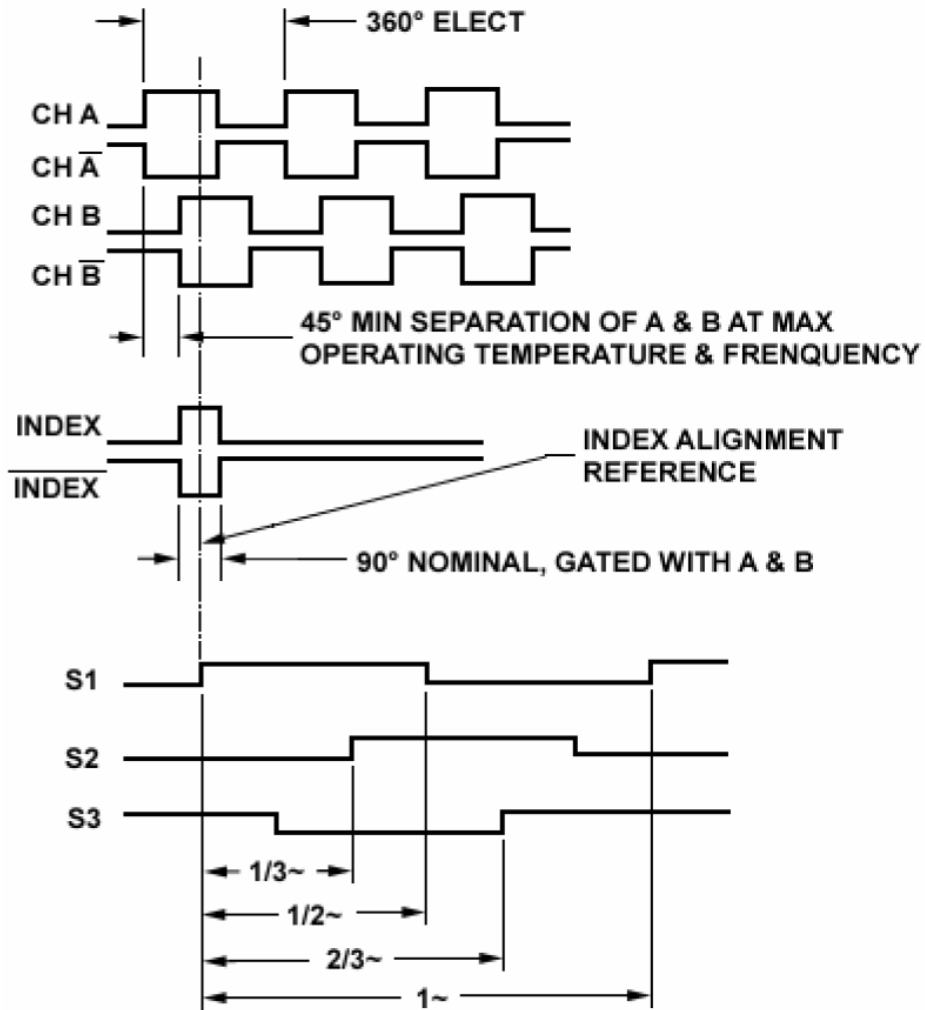 360° ELECT
CH A
CH A̅
CH B
CH B̅
45° MIN SEPARATION OF A & B AT MAX
OPERATING TEMPERATURE & FRENQUENCY
INDEX
I̅N̅D̅E̅X̅
INDEX ALIGNMENT
REFERENCE
90° NOMINAL, GATED WITH A & B
S1
S2
S3
1/3~
1/2~
2/3~
1~